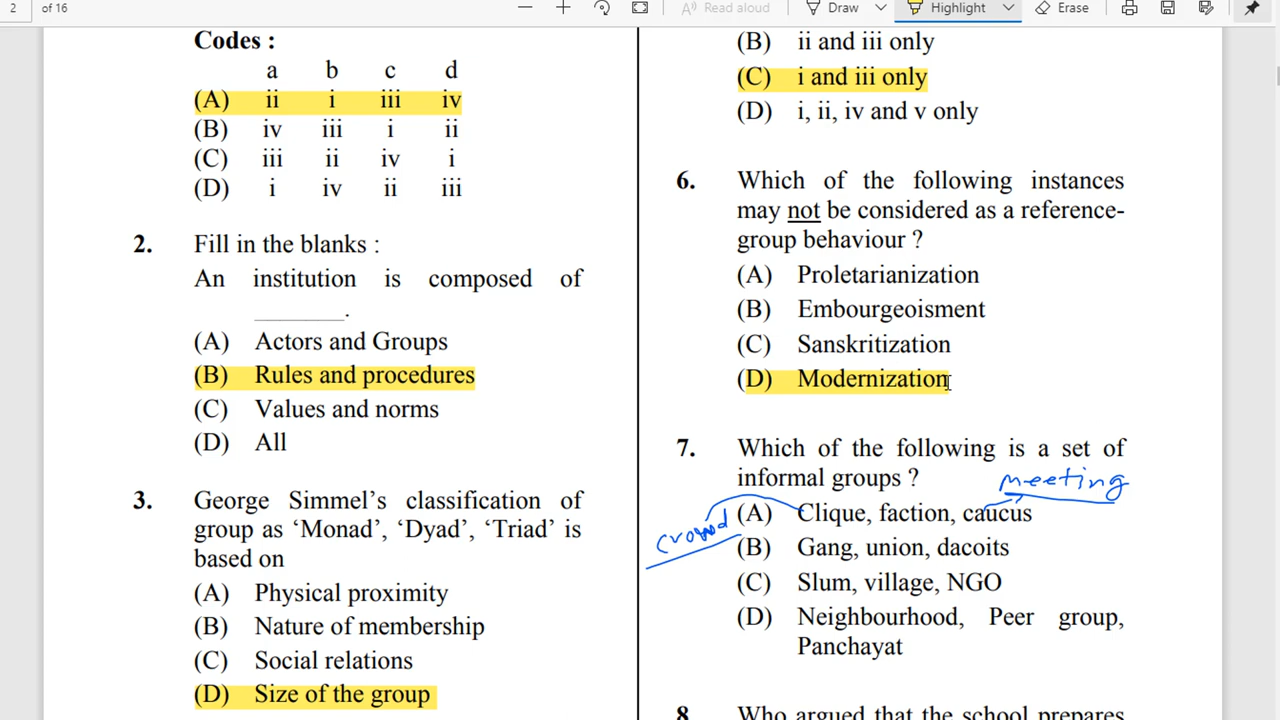 2 of 16
Read aloud Draw Highlight Erase
Codes :
a b c d
(A) ii i iii iv
(B) iv iii i ii
(C) iii ii iv i
(D) i iv ii iii
2. Fill in the blanks :
An institution is composed of
________.
(A) Actors and Groups
(B) Rules and procedures
(C) Values and norms
(D) All
3. George Simmel's classification of
group as 'Monad', 'Dyad', 'Triad' is
based on
(A) Physical proximity
(B) Nature of membership
(C) Social relations
(D) Size of the group
(B) ii and iii only
(C) i and iii only
(D) i, ii, iv and v only
6. Which of the following instances
may not be considered as a reference-
group behaviour ?
(A) Proletarianization
(B) Embourgeoisment
(C) Sanskritization
(D) Modernization
7. Which of the following is a set of
informal groups ?
meeting
(A) Clique, faction, caucus
crowd
(B) Gang, union, dacoits
(C) Slum, village, NGO
(D) Neighbourhood, Peer group,
Panchayat
8 Who argued that the school prepares